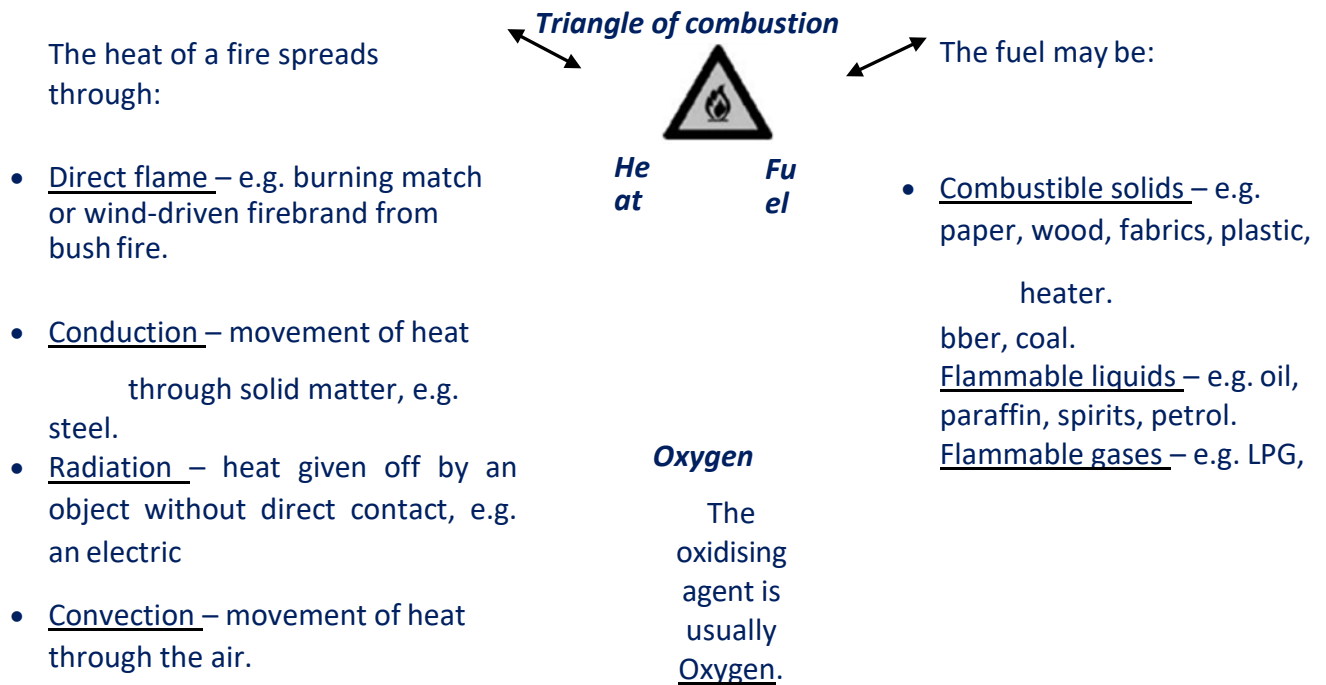 Triangle of combustion
The heat of a fire spreads
through:
• Direct flame – e.g. burning match
or wind-driven firebrand from
bush fire.
• Conduction – movement of heat
through solid matter, e.g.
steel.
• Radiation – heat given off by an
object without direct contact, e.g.
an electric
• Convection – movement of heat
through the air.
He
at
Fu
el
Oxygen
The
oxidising
agent is
usually
Oxygen.
The fuel may be:
• Combustible solids – e.g.
paper, wood, fabrics, plastic,
heater.
bber, coal.
Flammable liquids – e.g. oil,
paraffin, spirits, petrol.
Flammable gases – e.g. LPG,